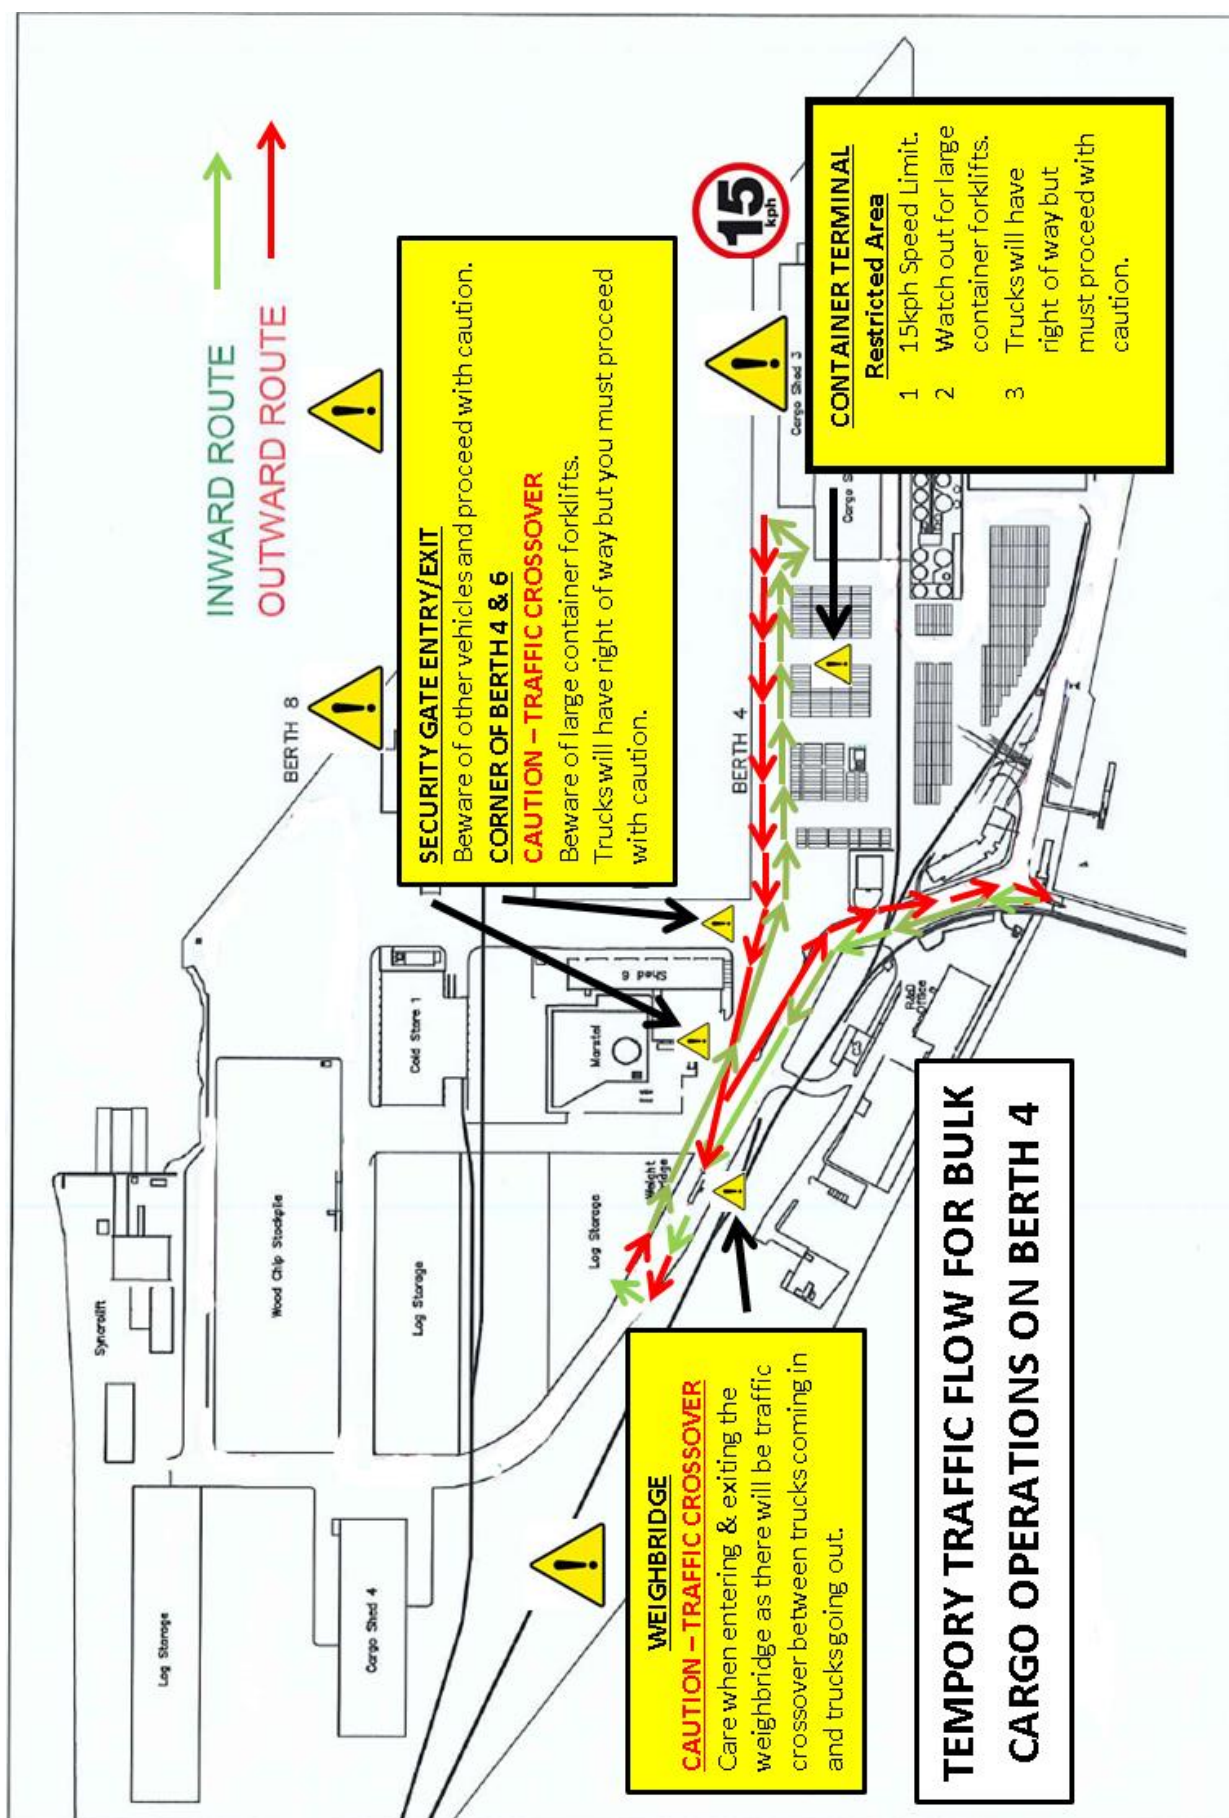 INWARD ROUTE
OUTWARD ROUTE
BERTH 8
SECURITY GATE ENTRY/EXIT
Beware of other vehicles and proceed with caution.
CORNER OF BERTH 4 & 6
CAUTION – TRAFFIC CROSSOVER
Beware of large container forklifts.
Trucks will have right of way but you must proceed
with caution.
15
kph
CONTAINER TERMINAL
Restricted Area
1 15kph Speed Limit.
2 Watch out for large
container forklifts.
3 Trucks will have
right of way but
must proceed with
caution.
Cargo Shed 3
Cargo S
BERTH 4
Syncrolift
Wood Chip Stockpile
Cold Store 1
Shed 6
Marstel
Log Storage
Log Storage
Weight
Log Storage
Cargo Shed 4
R&D
Office
WEIGHBRIDGE
CAUTION – TRAFFIC CROSSOVER
Care when entering & exiting the
weighbridge as there will be traffic
crossover between trucks coming in
and trucks going out.
TEMPORY TRAFFIC FLOW FOR BULK
CARGO OPERATIONS ON BERTH 4